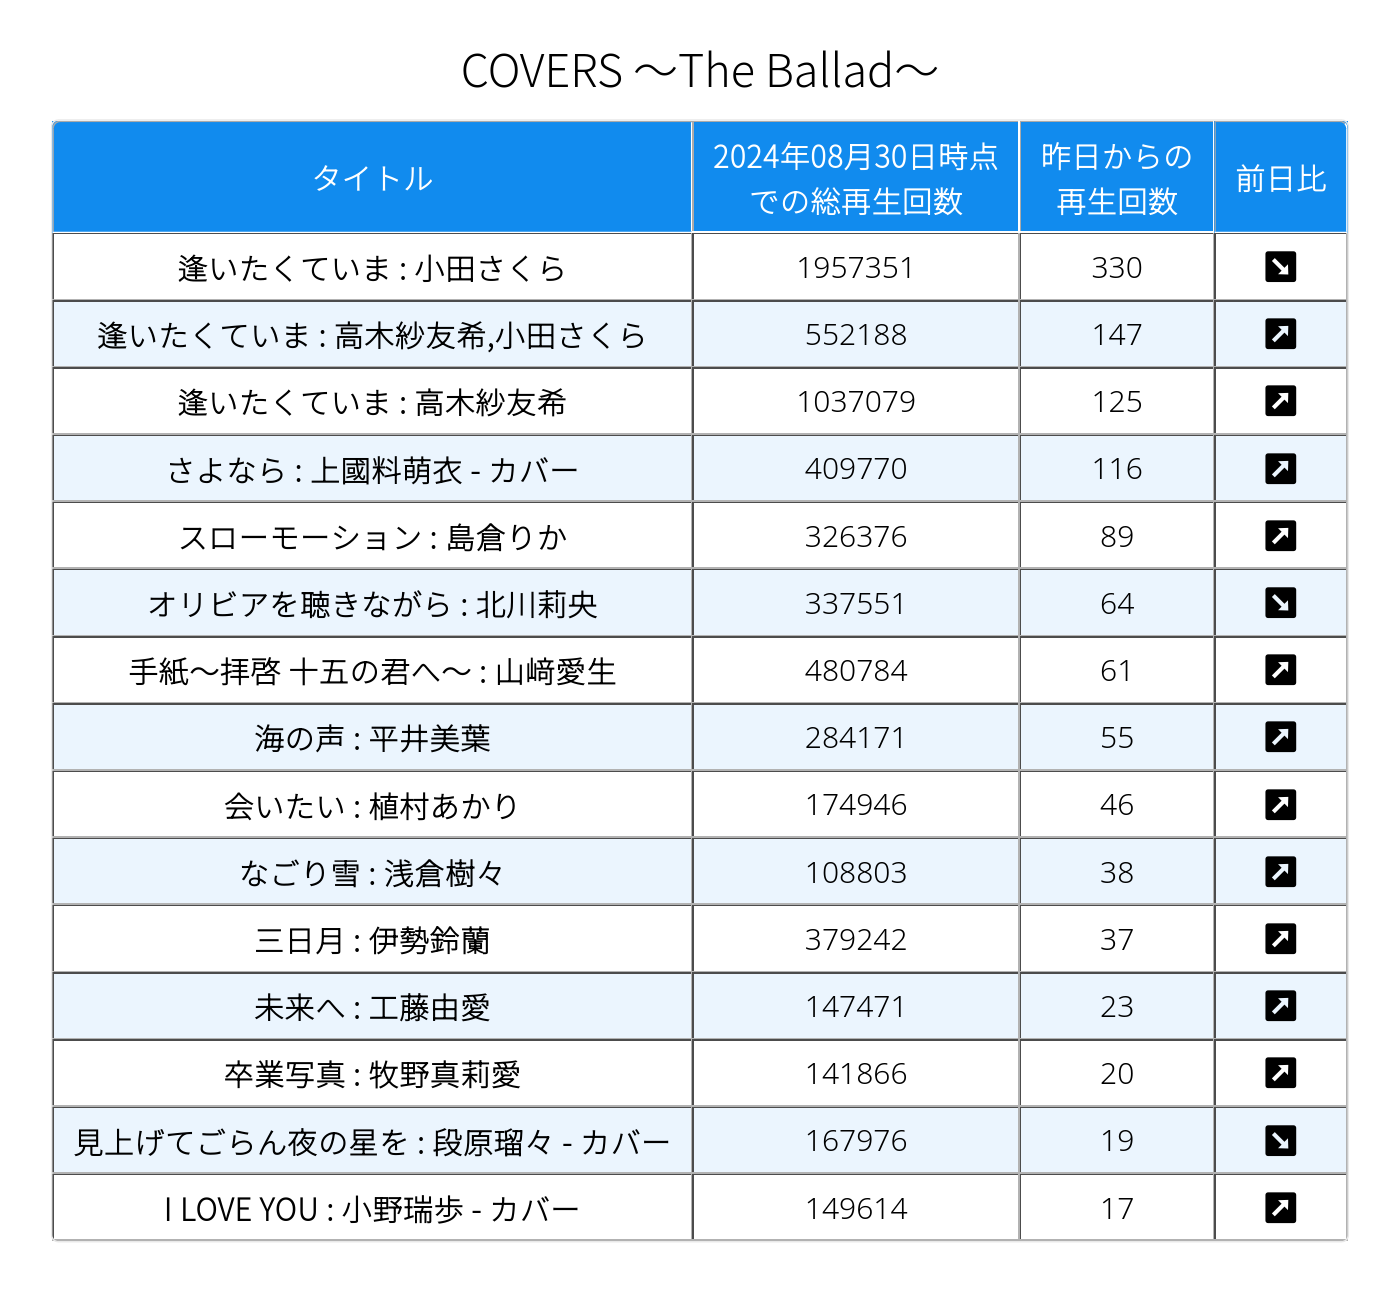 COVERS ～The Ballad～
タイトル 2024年08月30日時点 での総再生回数 昨日からの 再生回数 前日比
逢いたくていま : 小田さくら 1957351 330 ↘
逢いたくていま : 高木紗友希,小田さくら 552188 147 ↗
逢いたくていま : 高木紗友希 1037079 125 ↗
さよなら : 上國料萌衣 - カバー 409770 116 ↗
スローモーション : 島倉りか 326376 89 ↗
オリビアを聴きながら : 北川莉央 337551 64 ↘
手紙～拝啓 十五の君へ～ : 山﨑愛生 480784 61 ↗
海の声 : 平井美葉 284171 55 ↗
会いたい : 植村あかり 174946 46 ↗
なごり雪 : 浅倉樹々 108803 38 ↗
三日月 : 伊勢鈴蘭 379242 37 ↗
未来へ : 工藤由愛 147471 23 ↗
卒業写真 : 牧野真莉愛 141866 20 ↗
見上げてごらん夜の星を : 段原瑠々 - カバー 167976 19 ↘
I LOVE YOU : 小野瑞歩 - カバー 149614 17 ↗